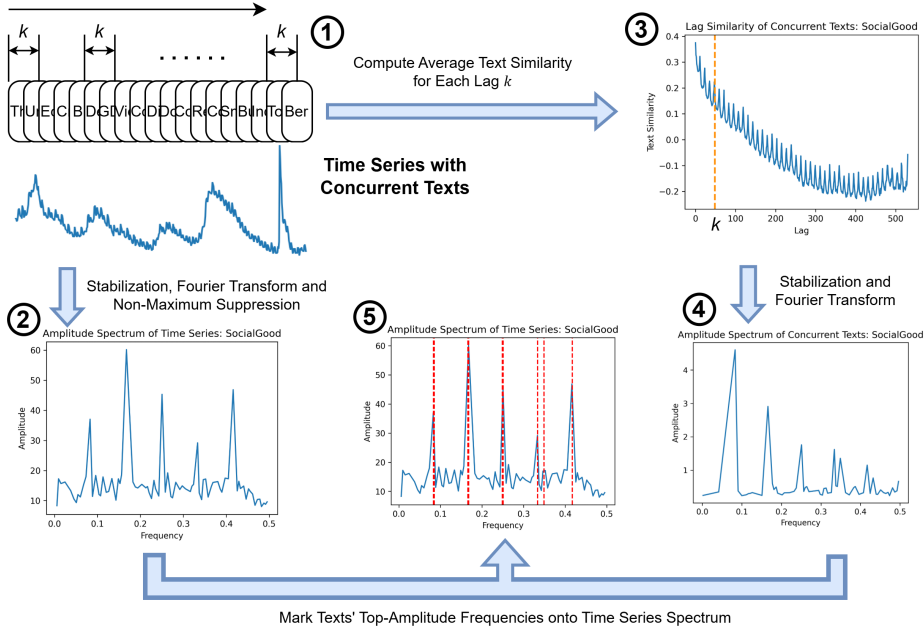 k
k
k
. . . . . .
Th
Un
Ec
C
B
De
GD
Vic
Co
Di
Do
Co
Re
Co
Sn
Bu
Inc
To
Ber
1
Compute Average Text Similarity
for Each Lag k
Time Series with
Concurrent Texts
3
Lag Similarity of Concurrent Texts: SocialGood
0.4
0.3
0.2
0.1
0.0
−0.1
−0.2
Text Similarity
0
100
200
300
400
500
k
Lag
Stabilization, Fourier Transform and
Non-Maximum Suppression
Stabilization and
Fourier Transform
2
Amplitude Spectrum of Time Series: SocialGood
60
50
40
30
20
10
Amplitude
0.0
0.1
0.2
0.3
0.4
0.5
Frequency
5
Amplitude Spectrum of Time Series: SocialGood
60
50
40
30
20
10
Amplitude
0.0
0.1
0.2
0.3
0.4
0.5
Frequency
4
Amplitude Spectrum of Concurrent Texts: SocialGood
4
3
2
1
Amplitude
0.0
0.1
0.2
0.3
0.4
0.5
Frequency
Mark Texts' Top-Amplitude Frequencies onto Time Series Spectrum